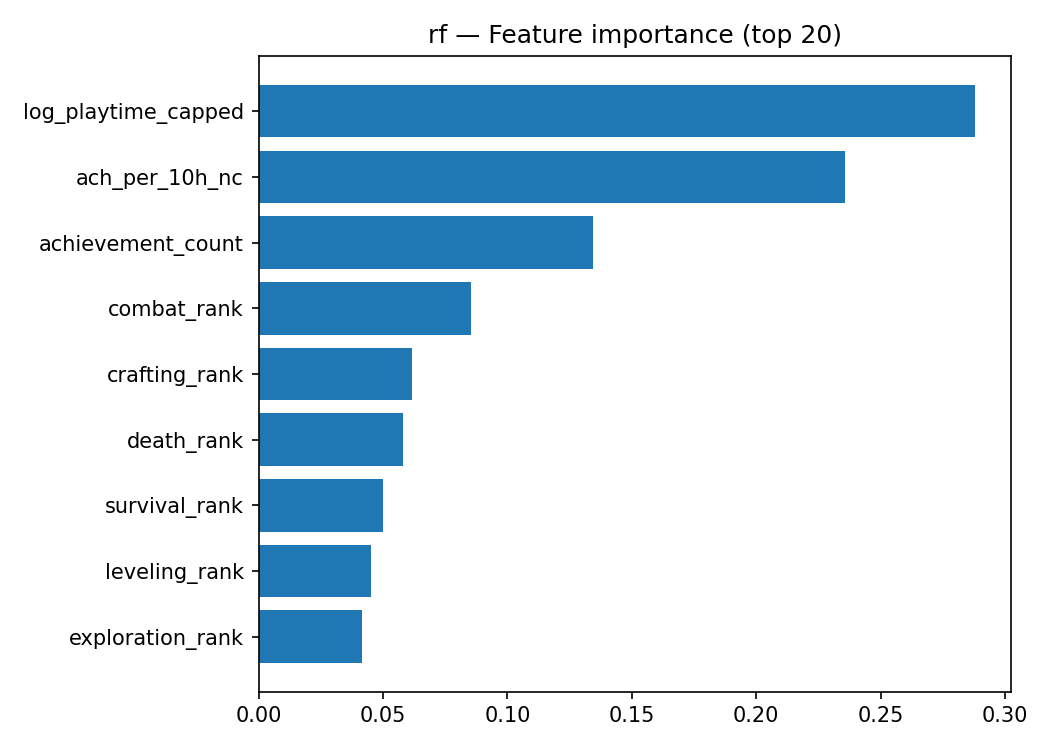 rf — Feature importance (top 20)
log_playtime_capped
ach_per_10h_nc
achievement_count
combat_rank
crafting_rank
death_rank
survival_rank
leveling_rank
exploration_rank
0.00 0.05 0.10 0.15 0.20 0.25 0.30